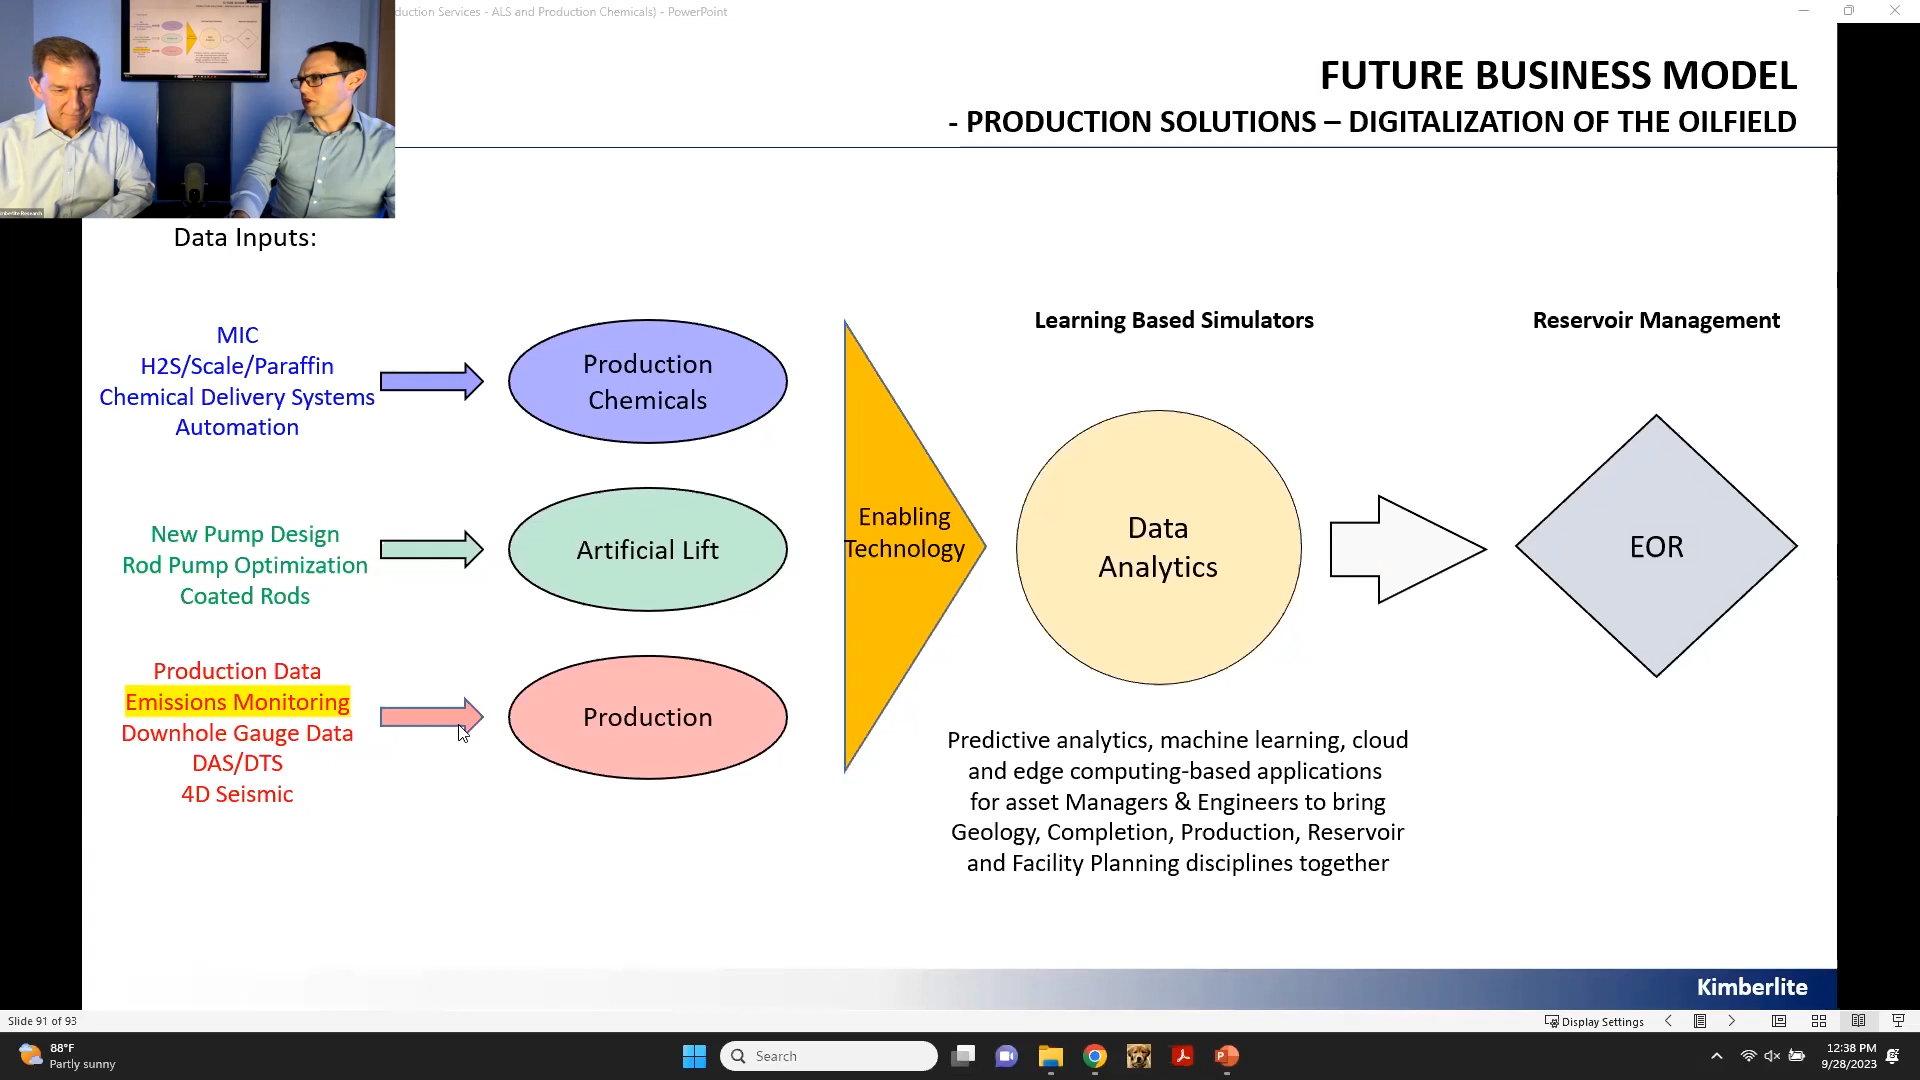 duction Services - ALS and Production Chemicals) - PowerPoint
FUTURE BUSINESS MODEL
- PRODUCTION SOLUTIONS – DIGITALIZATION OF THE OILFIELD
Data Inputs:
MIC
H2S/Scale/Paraffin
Chemical Delivery Systems
Automation
Production
Chemicals
New Pump Design
Rod Pump Optimization
Coated Rods
Artificial Lift
Production Data
Emissions Monitoring
Downhole Gauge Data
DAS/DTS
4D Seismic
Production
Enabling
Technology
Learning Based Simulators
Data
Analytics
Predictive analytics, machine learning, cloud
and edge computing-based applications
for asset Managers & Engineers to bring
Geology, Completion, Production, Reservoir
and Facility Planning disciplines together
Reservoir Management
EOR
Kimberlite
Slide 91 of 93
Display Settings
88°F
Partly sunny
Search
12:38 PM
9/28/2023